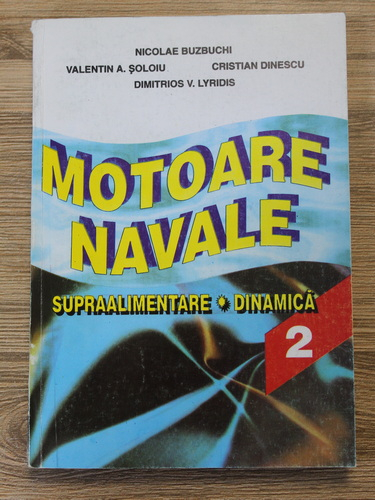 NICOLAE BUZBUCHI
VALENTIN A. ŞOLOIU CRISTIAN DINESCU
DIMITRIOS V. LYRIDIS
MOTOARE
NAVALE
SUPRAALIMENTARE DINAMICĂ
2